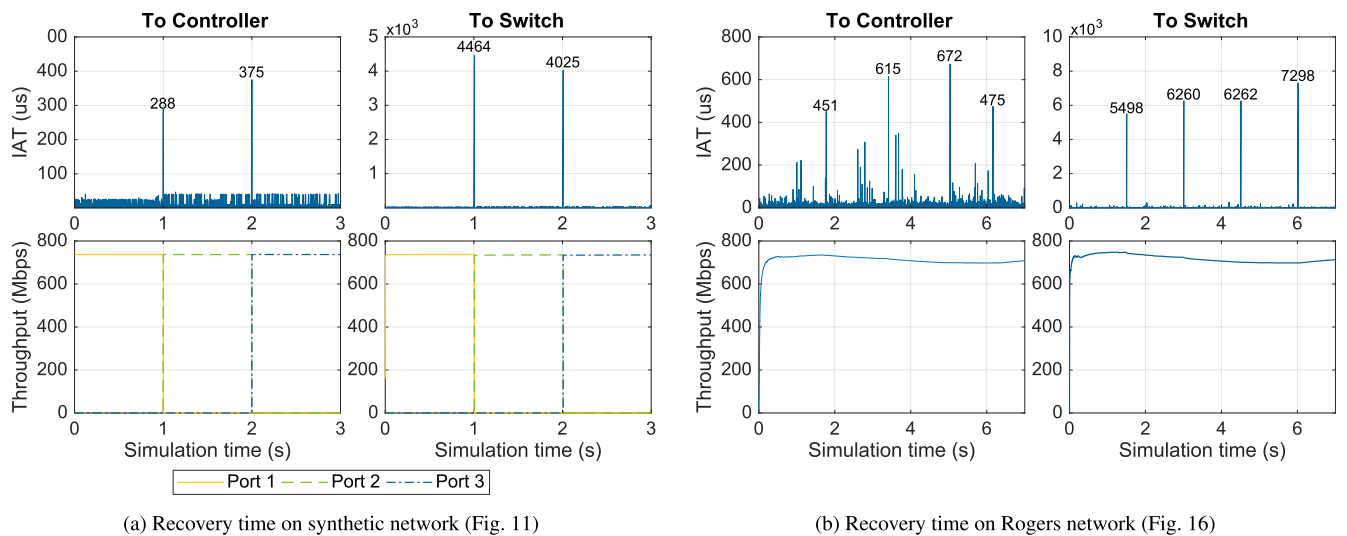 To Controller
00
400
300
200
100
0 1 2 3
IAT (us)
288
375
To Switch
×10³
5
4
3
2
1
0 1 2 3
4464
4025
To Controller
800
600
400
200
0
0 2 4 6
IAT (us)
451
615
672
475
To Switch
×10³
10
8
6
4
2
0
0 2 4 6
5498
6260
6262
7298
800
600
400
200
0
0 1 2 3
Throughput (Mbps)
Simulation time (s)
800
600
400
200
0
0 1 2 3
Simulation time (s)
800
600
400
200
0
0 2 4 6
Throughput (Mbps)
Simulation time (s)
800
600
400
200
0
0 2 4 6
Simulation time (s)
Port 1 Port 2 Port 3
(a) Recovery time on synthetic network (Fig. 11)
(b) Recovery time on Rogers network (Fig. 16)